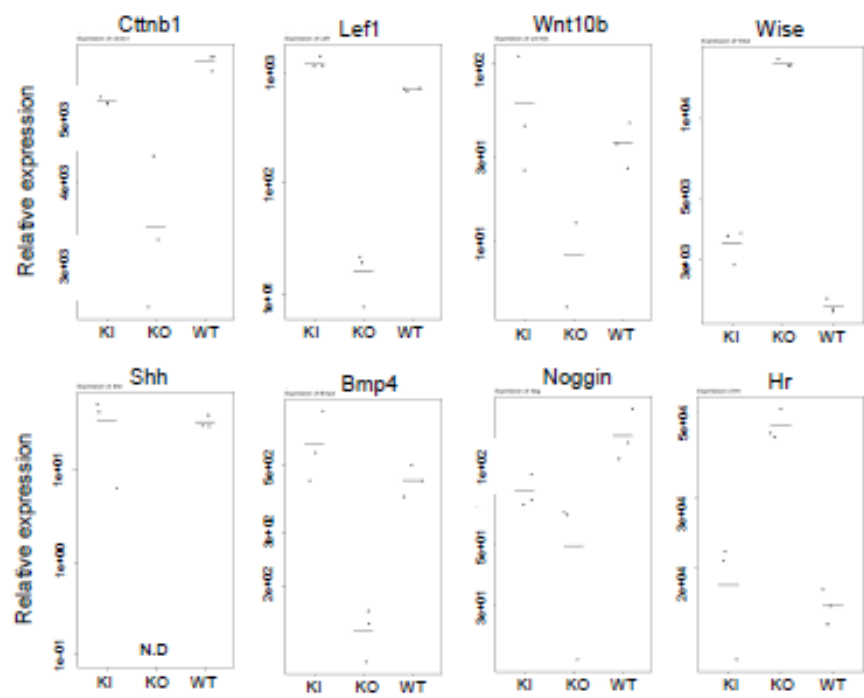 Cttnb1
Lef1
Wnt10b
Wise
Relative expression
5e+03
4e+03
3e+03
KI KO WT
1e+03
1e+02
1e+01
KI KO WT
1e+02
3e+01
1e+01
KI KO WT
1e+04
5e+03
3e+03
KI KO WT
Shh
Bmp4
Noggin
Hr
Relative expression
1e+01
1e+00
1e-01
N.D
KI KO WT
5e+02
3e+02
2e+02
KI KO WT
1e+02
5e+01
3e+01
KI KO WT
5e+04
3e+04
2e+04
KI KO WT